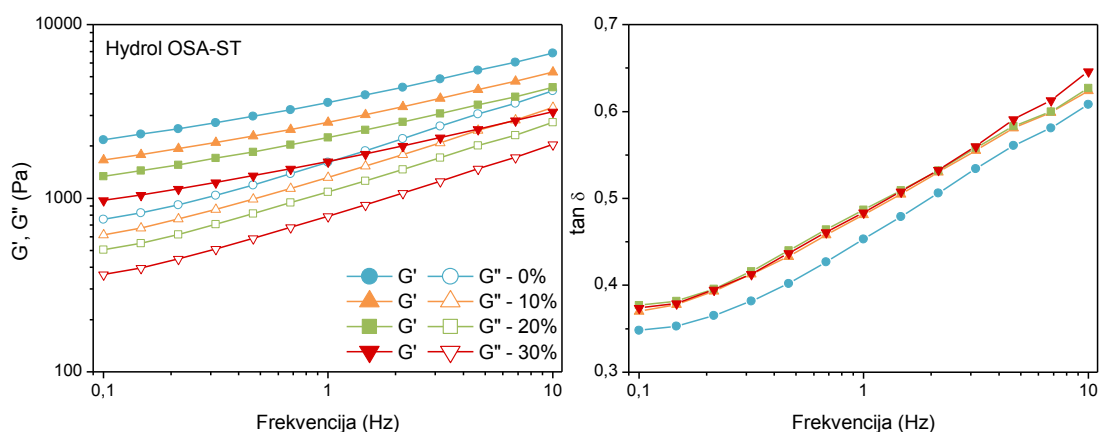 Hydrol OSA-ST
G', G" (Pa)
10000
1000
100
0,1
1
10
Frekvencija (Hz)
G' G" - 0%
G' G" - 10%
G' G" - 20%
G' G" - 30%
tan δ
0,7
0,6
0,5
0,4
0,3
0,1
1
10
Frekvencija (Hz)